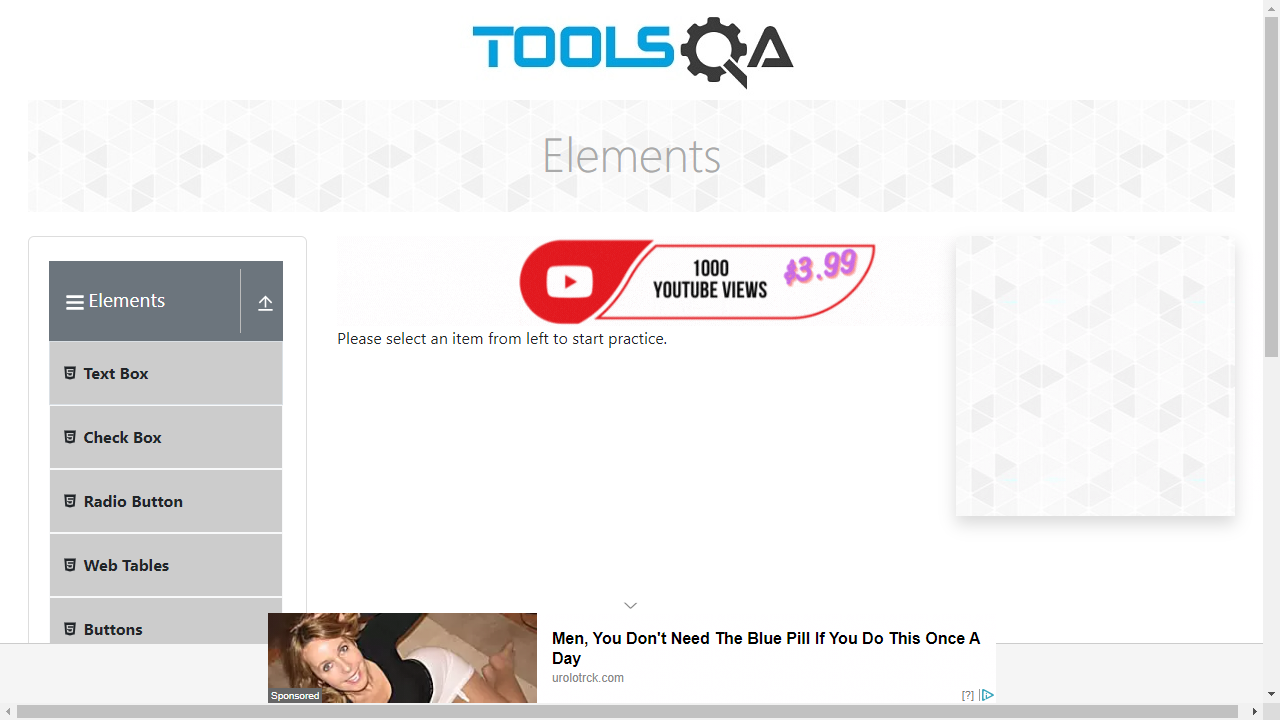 TOOLSQA
Elements
Elements
1000
YOUTUBE VIEWS
$3.99
Please select an item from left to start practice.
Text Box
Check Box
Radio Button
Web Tables
Buttons
Men, You Don't Need The Blue Pill If You Do This Once A
Day
urolotrck.com
Sponsored
[?]